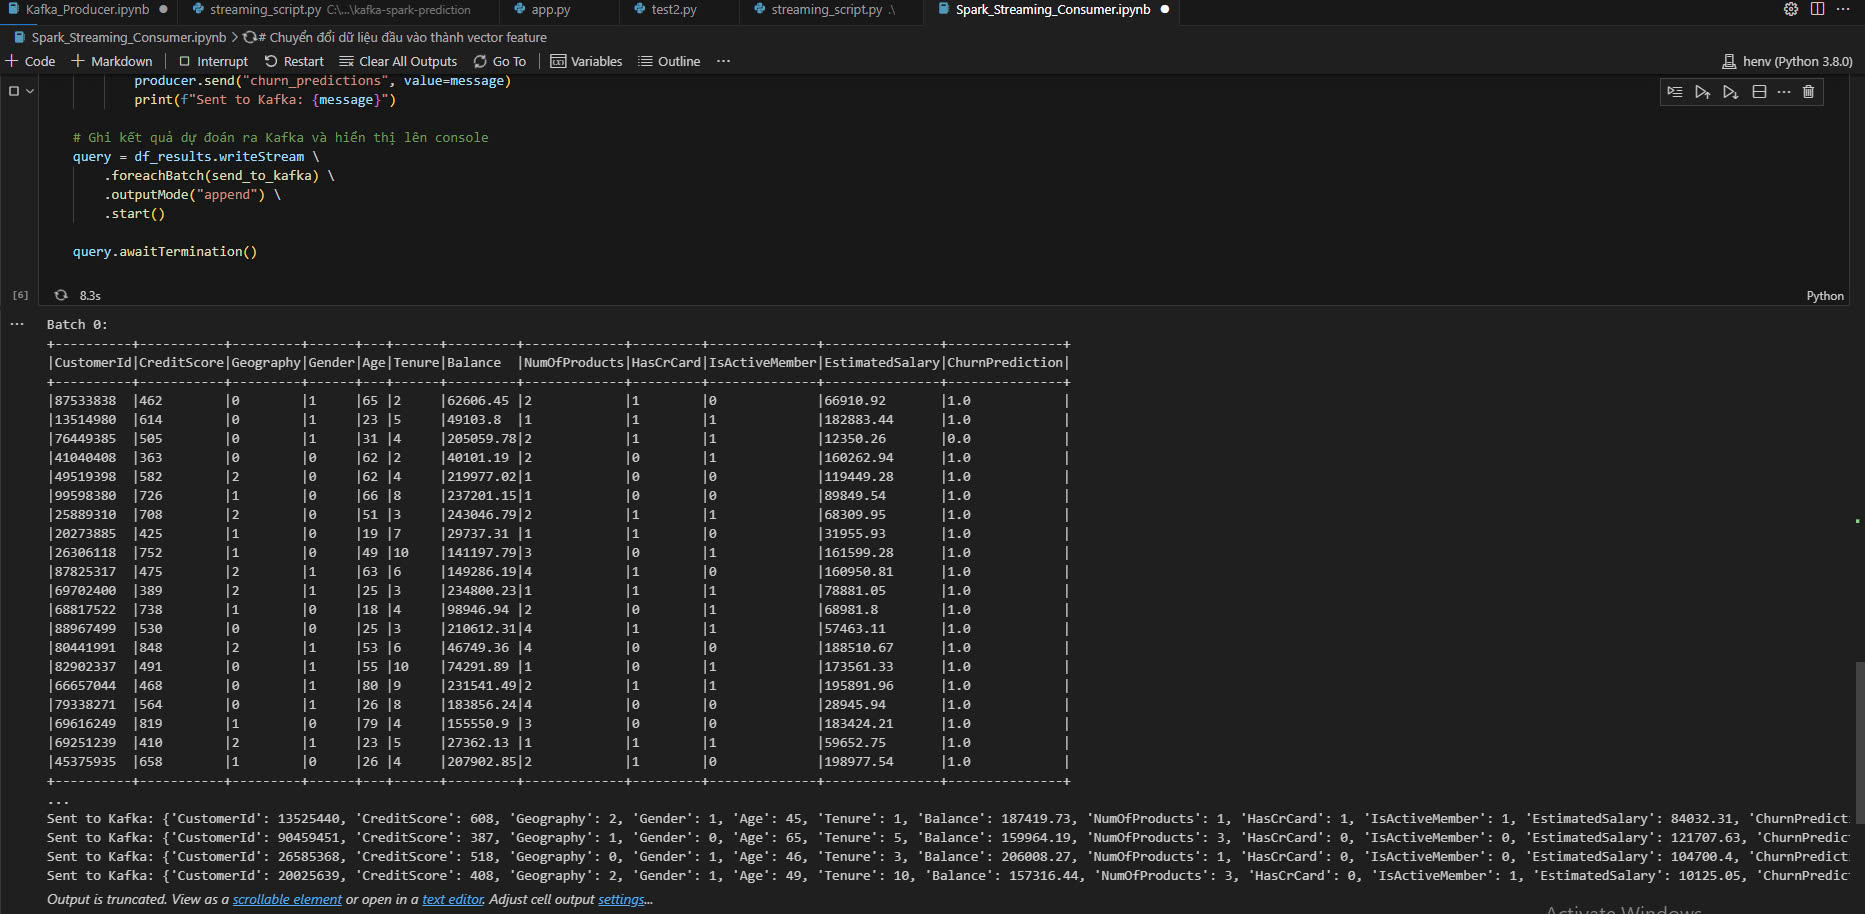 Kafka_Producer.ipynb ● streaming_script.py C:\...\kafka-spark-prediction app.py test2.py streaming_script.py .\ Spark_Streaming_Consumer.ipynb ●
Spark_Streaming_Consumer.ipynb > # Chuyển đổi dữ liệu đầu vào thành vector feature
+ Code + Markdown Interrupt Restart Clear All Outputs Go To Variables Outline ... henv (Python 3.8.0)
producer.send("churn_predictions", value=message)
print(f"Sent to Kafka: {message}")
# Ghi kết quả dự đoán ra Kafka và hiển thị lên console
query = df_results.writeStream \
.foreachBatch(send_to_kafka) \
.outputMode("append") \
.start()
query.awaitTermination()
[6] 8.3s Python
... Batch 0:
+----------+-----------+---------+------+---+------+---------+-------------+---------+--------------+---------------+---------------+
|CustomerId|CreditScore|Geography|Gender|Age|Tenure|Balance  |NumOfProducts|HasCrCard|IsActiveMember|EstimatedSalary|ChurnPrediction|
+----------+-----------+---------+------+---+------+---------+-------------+---------+--------------+---------------+---------------+
|87533838  |462        |0        |1     |65 |2     |62606.45 |2            |1        |0             |66910.92       |1.0            |
|13514980  |614        |0        |1     |23 |5     |49103.8  |1            |1        |1             |182883.44      |1.0            |
|76449385  |505        |0        |1     |31 |4     |205059.78|2            |1        |1             |12350.26       |0.0            |
|41040408  |363        |0        |0     |62 |2     |40101.19 |2            |0        |1             |160262.94      |1.0            |
|49519398  |582        |2        |0     |62 |4     |219977.02|1            |0        |0             |119449.28      |1.0            |
|99598380  |726        |1        |0     |66 |8     |237201.15|1            |0        |0             |89849.54       |1.0            |
|25889310  |708        |2        |0     |51 |3     |243046.79|2            |1        |1             |68309.95       |1.0            |
|20273885  |425        |1        |0     |19 |7     |29737.31 |1            |1        |0             |31955.93       |1.0            |
|26306118  |752        |1        |0     |49 |10    |141197.79|3            |0        |1             |161599.28      |1.0            |
|87825317  |475        |2        |1     |63 |6     |149286.19|4            |1        |0             |160950.81      |1.0            |
|69702400  |389        |2        |1     |25 |3     |234800.23|1            |1        |1             |78881.05       |1.0            |
|68817522  |738        |1        |0     |18 |4     |98946.94 |2            |0        |1             |68981.8        |1.0            |
|88967499  |530        |0        |0     |25 |3     |210612.31|4            |1        |1             |57463.11       |1.0            |
|80441991  |848        |2        |1     |53 |6     |46749.36 |4            |0        |0             |188510.67      |1.0            |
|82902337  |491        |0        |1     |55 |10    |74291.89 |1            |0        |1             |173561.33      |1.0            |
|66657044  |468        |0        |1     |80 |9     |231541.49|2            |1        |1             |195891.96      |1.0            |
|79338271  |564        |0        |1     |26 |8     |183856.24|4            |0        |0             |28945.94       |1.0            |
|69616249  |819        |1        |0     |79 |4     |155550.9 |3            |0        |0             |183424.21      |1.0            |
|69251239  |410        |2        |1     |23 |5     |27362.13 |1            |1        |1             |59652.75       |1.0            |
|45375935  |658        |1        |0     |26 |4     |207902.85|2            |1        |0             |198977.54      |1.0            |
+----------+-----------+---------+------+---+------+---------+-------------+---------+--------------+---------------+---------------+
...
Sent to Kafka: {'CustomerId': 13525440, 'CreditScore': 608, 'Geography': 2, 'Gender': 1, 'Age': 45, 'Tenure': 1, 'Balance': 187419.73, 'NumOfProducts': 1, 'HasCrCard': 1, 'IsActiveMember': 1, 'EstimatedSalary': 84032.31, 'ChurnPredict
Sent to Kafka: {'CustomerId': 90459451, 'CreditScore': 387, 'Geography': 1, 'Gender': 0, 'Age': 65, 'Tenure': 5, 'Balance': 159964.19, 'NumOfProducts': 3, 'HasCrCard': 0, 'IsActiveMember': 0, 'EstimatedSalary': 121707.63, 'ChurnPredic
Sent to Kafka: {'CustomerId': 26585368, 'CreditScore': 518, 'Geography': 0, 'Gender': 1, 'Age': 46, 'Tenure': 3, 'Balance': 206008.27, 'NumOfProducts': 1, 'HasCrCard': 0, 'IsActiveMember': 0, 'EstimatedSalary': 104700.4, 'ChurnPredict
Sent to Kafka: {'CustomerId': 20025639, 'CreditScore': 408, 'Geography': 2, 'Gender': 1, 'Age': 49, 'Tenure': 10, 'Balance': 157316.44, 'NumOfProducts': 3, 'HasCrCard': 0, 'IsActiveMember': 1, 'EstimatedSalary': 10125.05, 'ChurnPredic
Output is truncated. View as a scrollable element or open in a text editor. Adjust cell output settings...
Activate Windows